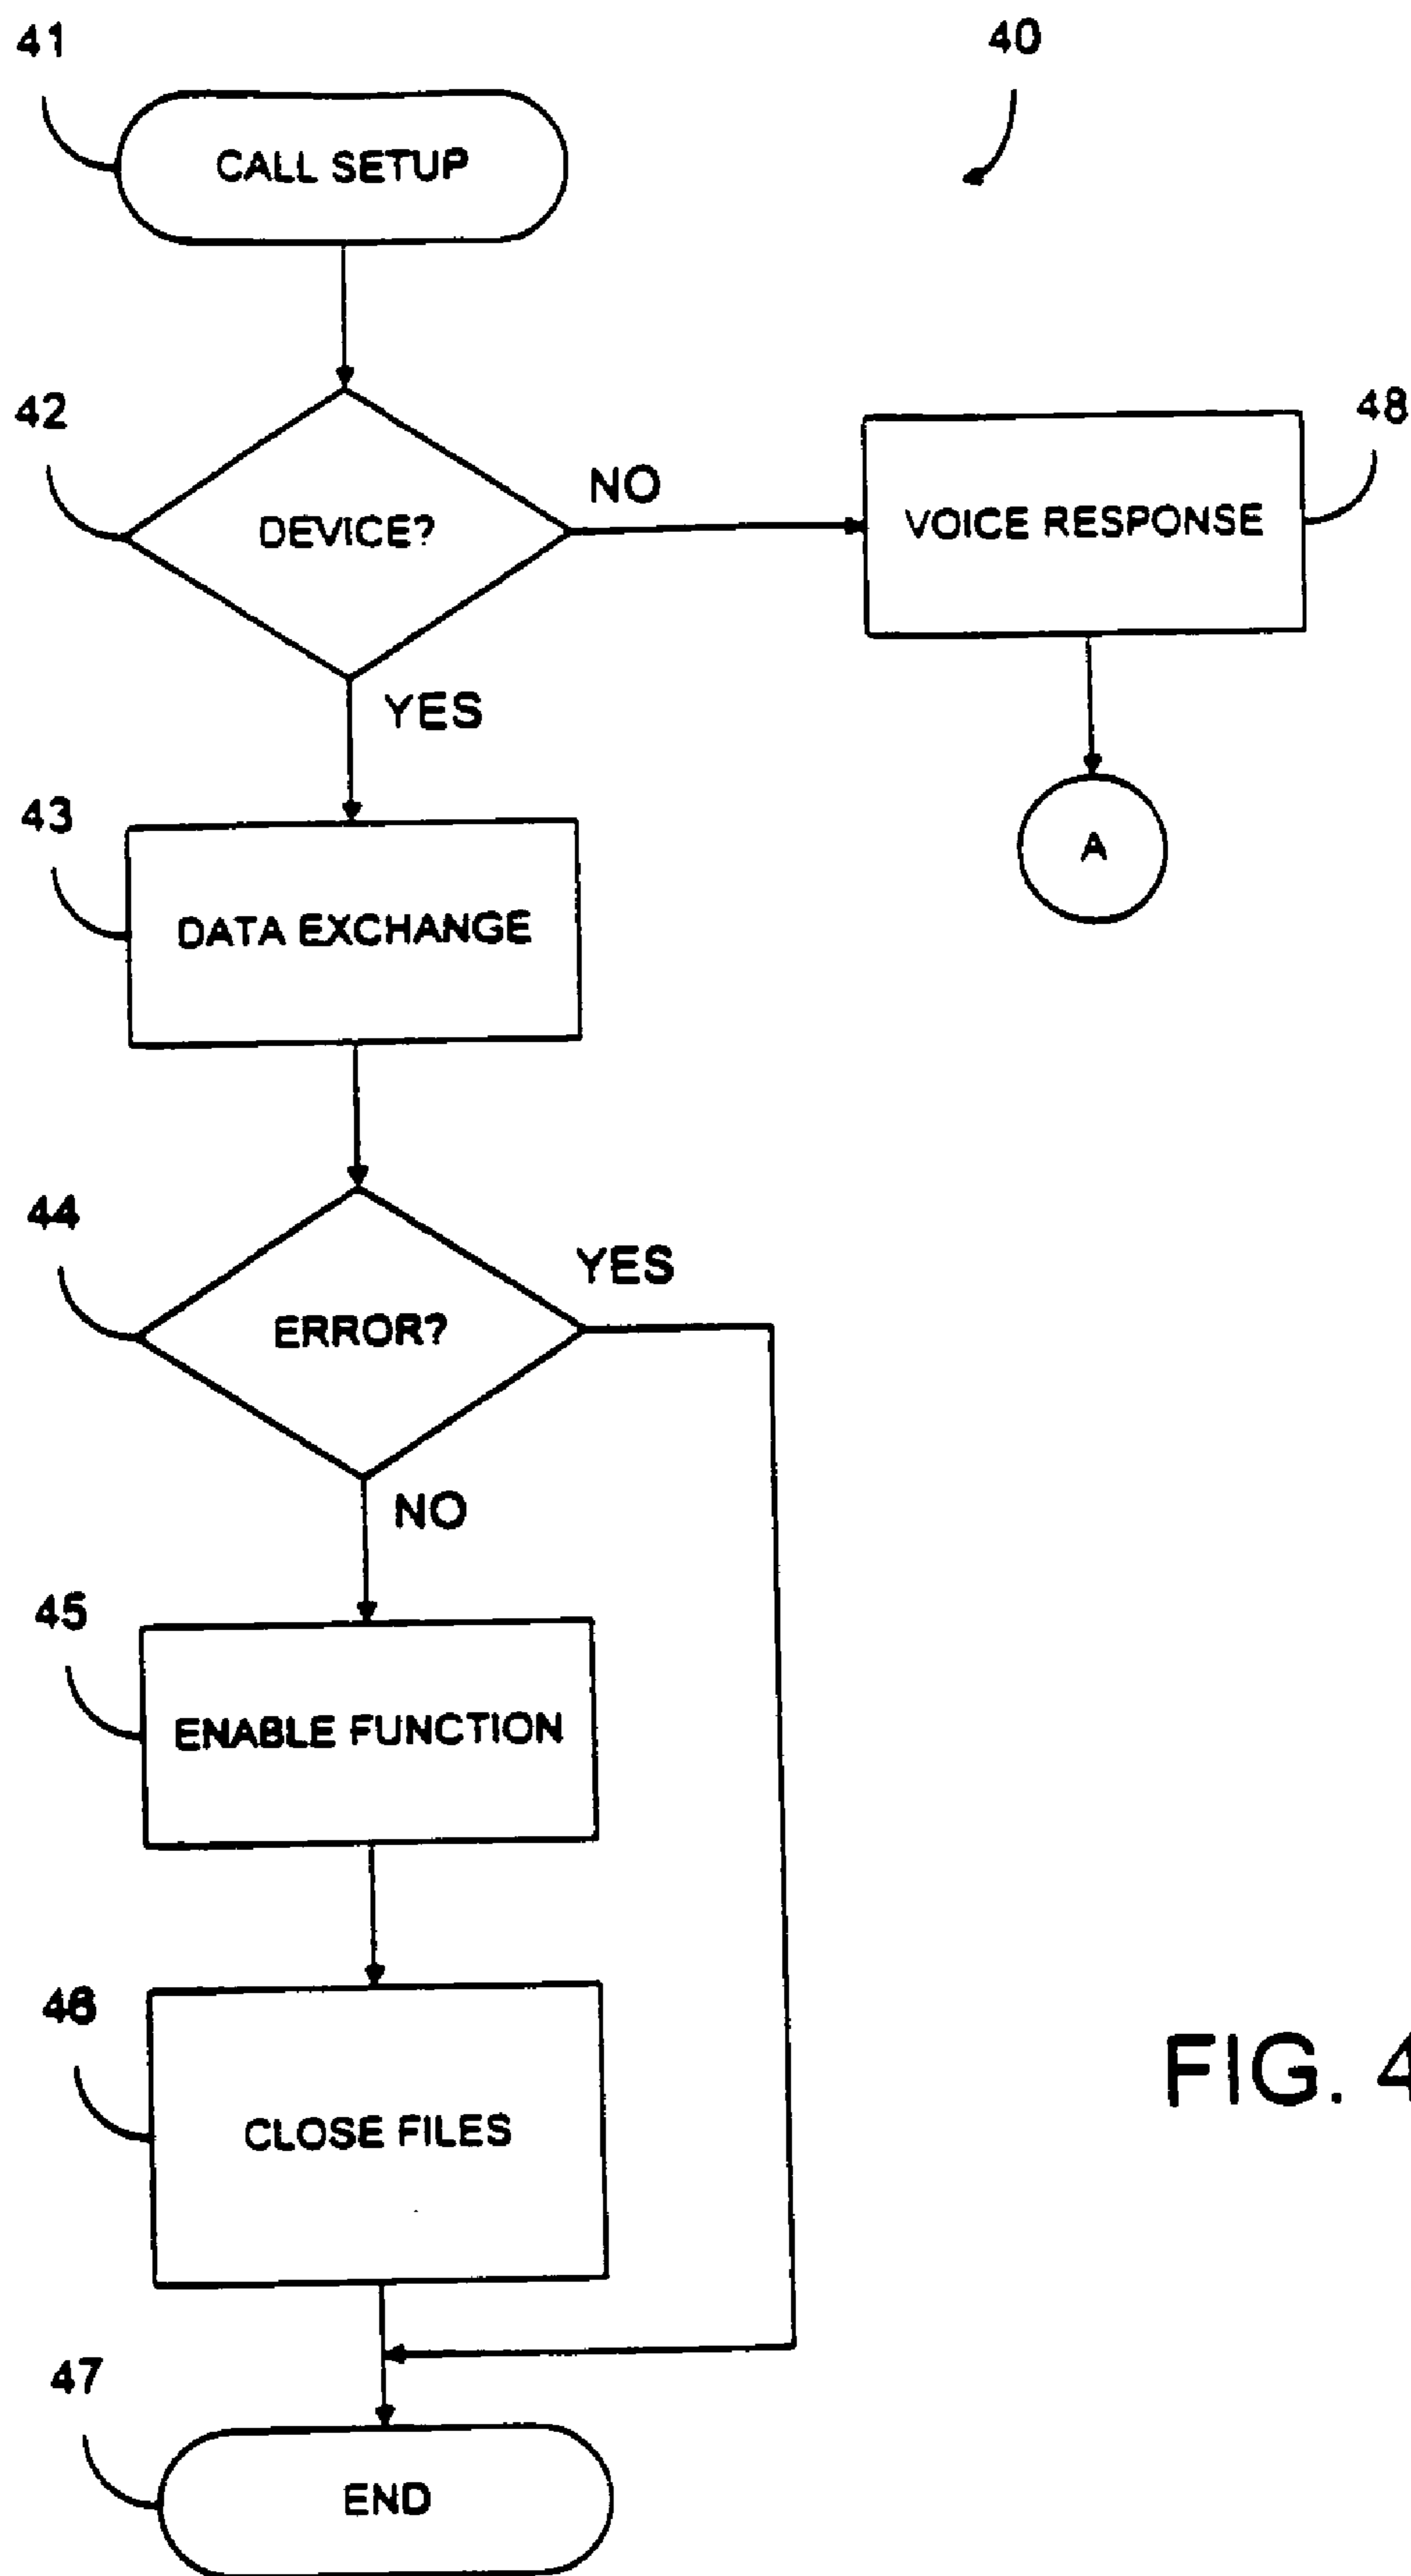 41
40
CALL SETUP
42
48
NO
DEVICE?
VOICE RESPONSE
YES
43
A
DATA EXCHANGE
44
YES
ERROR?
NO
45
ENABLE FUNCTION
46
CLOSE FILES
FIG. 4
47
END